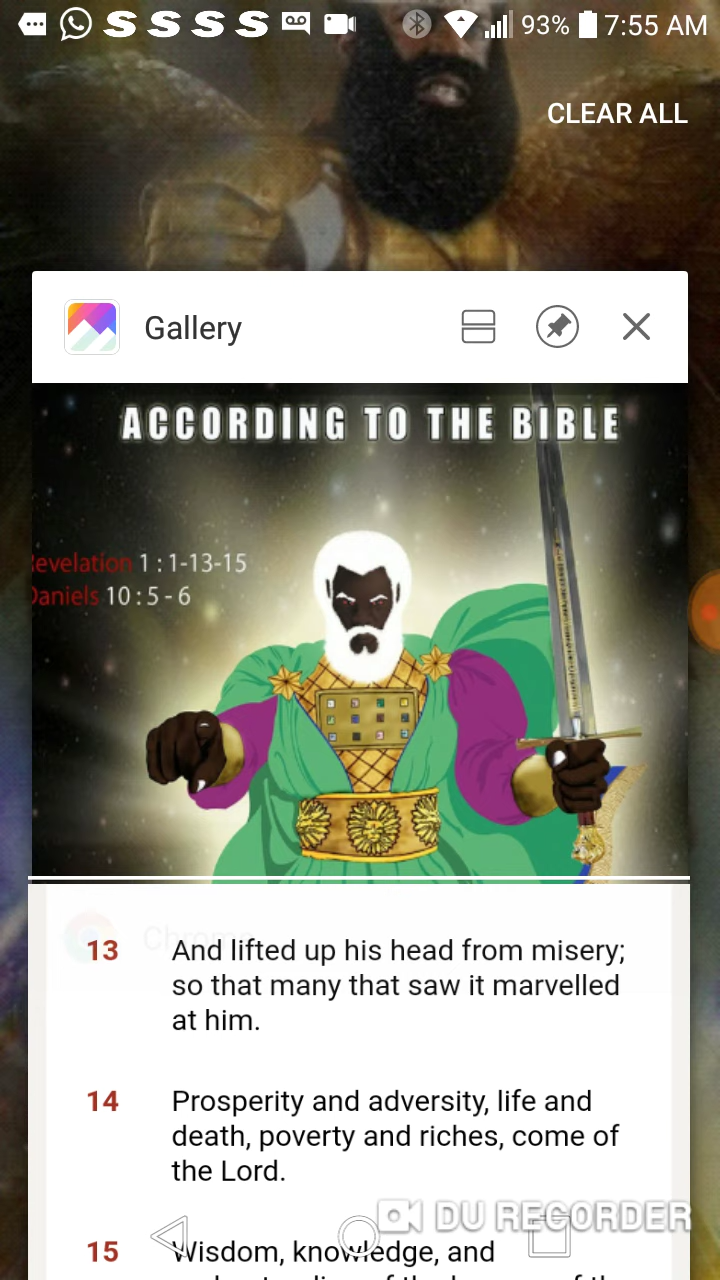 93% 7:55 AM
CLEAR ALL
Gallery
ACCORDING TO THE BIBLE
evelation 1 : 1-13-15
Daniels 10 : 5 - 6
Chrome
13 And lifted up his head from misery;
so that many that saw it marvelled
at him.
14 Prosperity and adversity, life and
death, poverty and riches, come of
the Lord.
DU RECORDER
15 Wisdom, knowledge, and